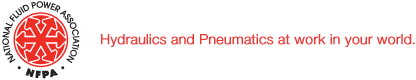 NATIONAL FLUID POWER ASSOCIATION
• NFPA •
Hydraulics and Pneumatics at work in your world.